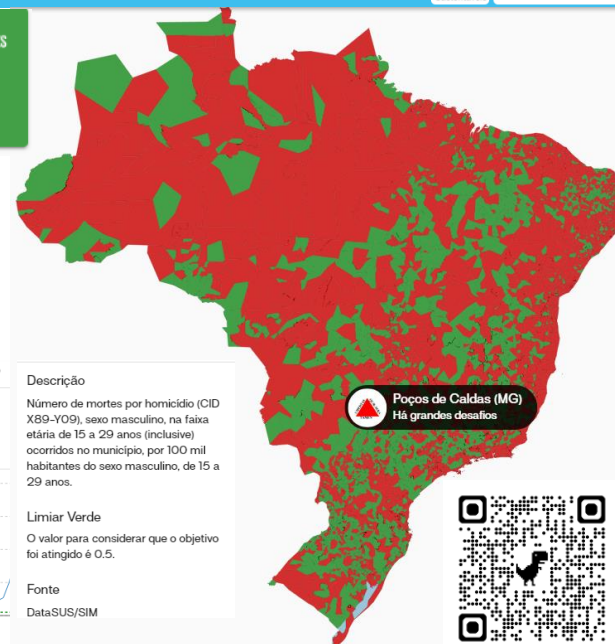 Poços de Caldas (MG)
Há grandes desafios
Descrição
Número de mortes por homicídio (CID
X89-Y09), sexo masculino, na faixa
etária de 15 a 29 anos (inclusive)
ocorridos no município, por 100 mil
habitantes do sexo masculino, de 15 a
29 anos.
Limiar Verde
O valor para considerar que o objetivo
foi atingido é 0.5.
Fonte
DataSUS/SIM